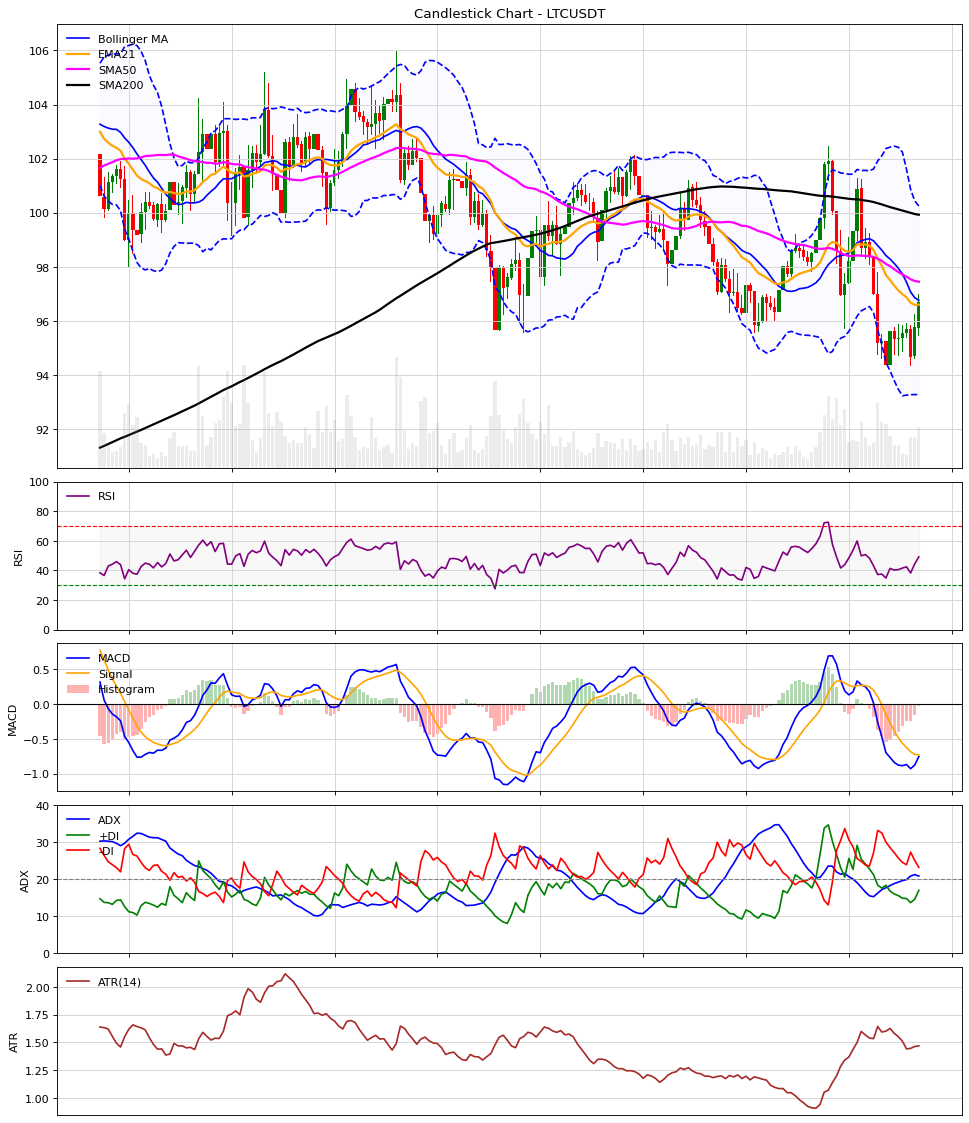 Candlestick Chart - LTCUSDT
Bollinger MA
EMA21
SMA50
SMA200
106
104
102
100
98
96
94
92
RSI
RSI
100
80
60
40
20
0
MACD
Signal
Histogram
MACD
0.5
0.0
−0.5
−1.0
ADX
+DI
-DI
ADX
40
30
20
10
0
ATR(14)
ATR
2.00
1.75
1.50
1.25
1.00